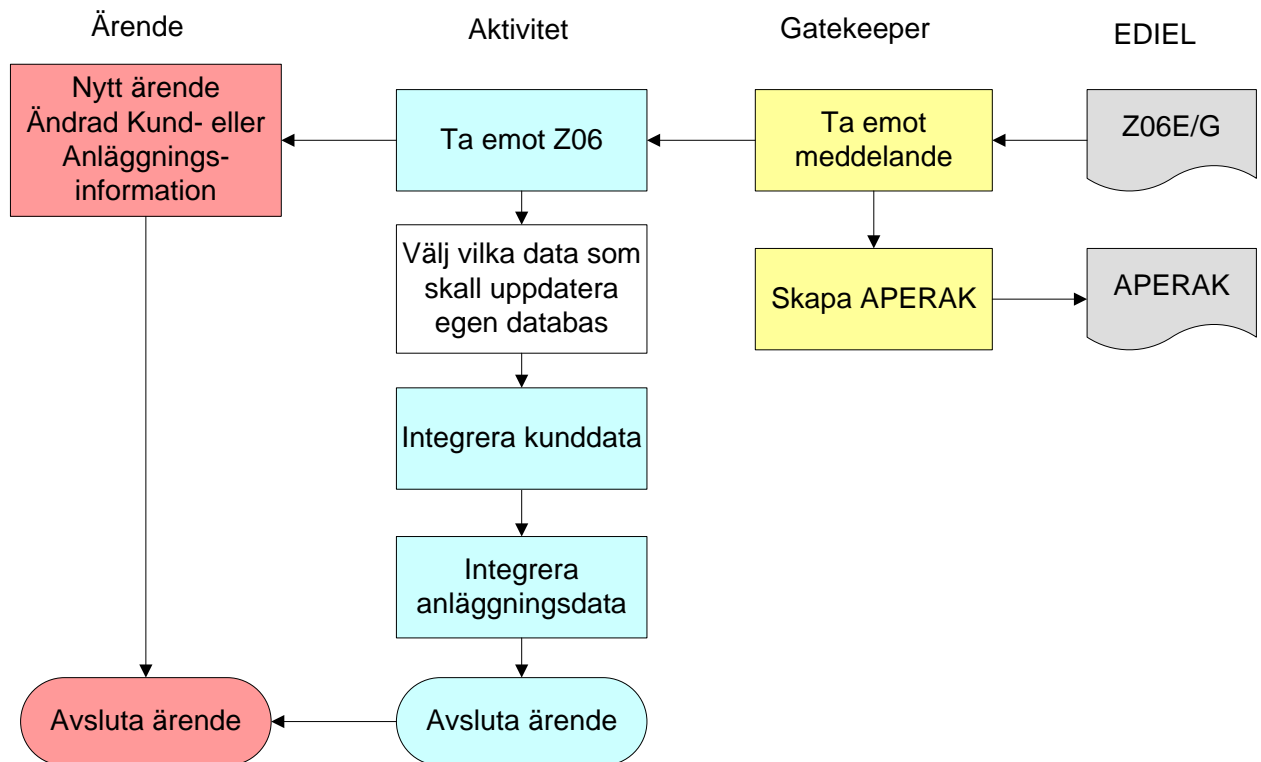 Ärende
Aktivitet
Gatekeeper
EDIEL
Nytt ärende
Ändrad Kund- eller
Anläggnings-
information
Ta emot Z06
Ta emot
meddelande
Z06E/G
Välj vilka data som
skall uppdatera
egen databas
Skapa APERAK
APERAK
Integrera kunddata
Integrera
anläggningsdata
Avsluta ärende
Avsluta ärende